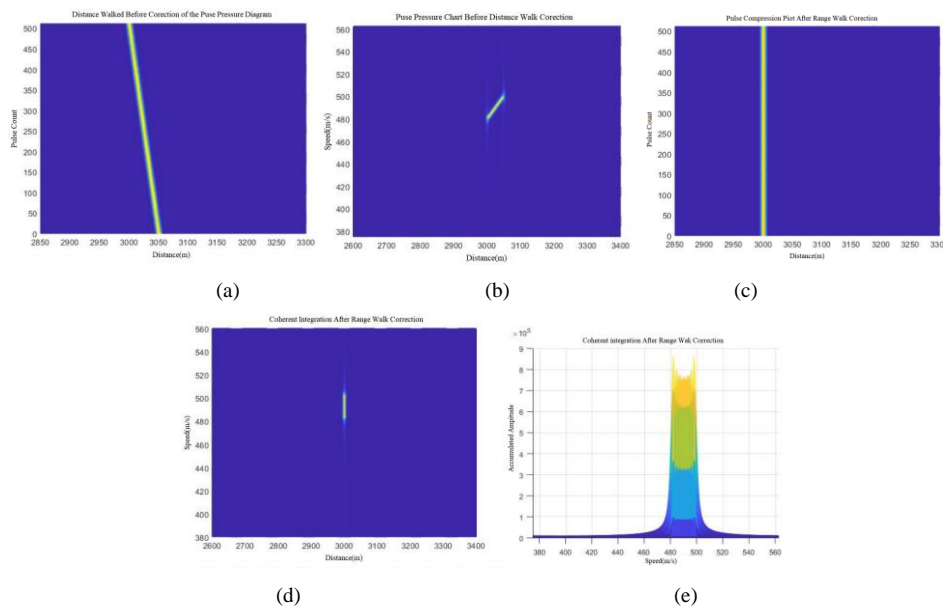 Distance Walked Before Corection of the Puse Pressure Diagram
500
450
400
350
300
250
200
150
100
50
0
Pulse Count
2850 2900 2950 3000 3050 3100 3150 3200 3250 3300
Distance(m)
(a)
Puse Pressure Chart Before Distance Walk Corection
560
540
520
500
480
460
440
420
400
380
Speed(m/s)
2600 2700 2800 2900 3000 3100 3200 3300 3400
Distance(m)
(b)
Pulse Compression Piet After Range Walk Corection
500
450
400
350
300
250
200
150
100
50
0
Pulse Count
2850 2900 2950 3000 3050 3100 3150 3200 3250 3300
Distance(m)
(c)
Coherent Integration After Range Walk Correction
560
540
520
500
480
460
440
420
400
380
Speed(m/s)
2600 2700 2800 2900 3000 3100 3200 3300 3400
Distance(m)
(d)
Coherent integration After Range Wak Correction
× 10⁵
9
8
7
6
5
4
3
2
1
0
Accumulated Amptude
380 400 420 440 460 480 500 520 540 560
Speed(m/s)
(e)